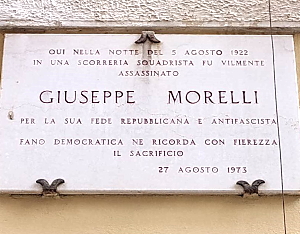 QUI NELLA NOTTE DEL 5 AGOSTO 1922
IN UNA SCORRERIA SQUADRISTA FU VILMENTE
ASSASSINATO
GIUSEPPE MORELLI
PER LA SUA FEDE REPUBBLICANA E ANTIFASCISTA
FANO DEMOCRATICA NE RICORDA CON FIEREZZA
IL SACRIFICIO
27 AGOSTO 1973